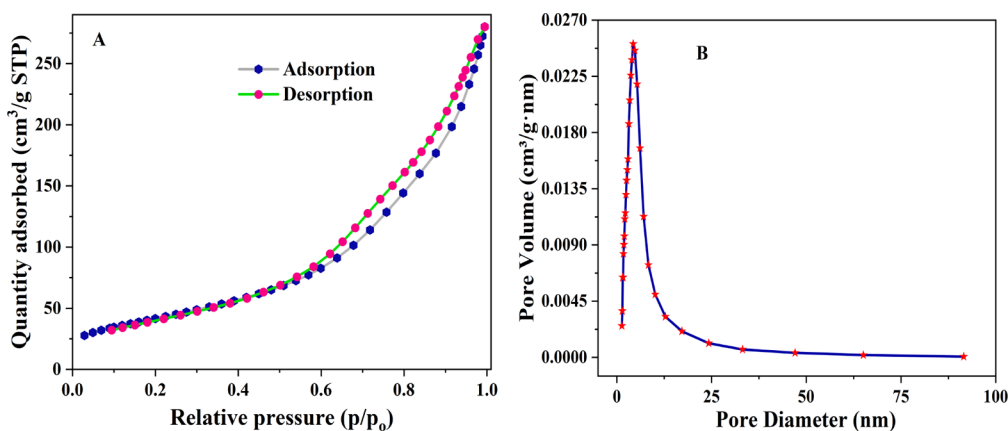 A
Adsorption
Desorption
250
200
150
100
50
0
0.0 0.2 0.4 0.6 0.8 1.0
Quantity adsorbed (cm³/g STP)
Relative pressure (p/pₒ)
B
0.0270
0.0225
0.0180
0.0135
0.0090
0.0045
0.0000
0 25 50 75 100
Pore Volume (cm³/g·nm)
Pore Diameter (nm)